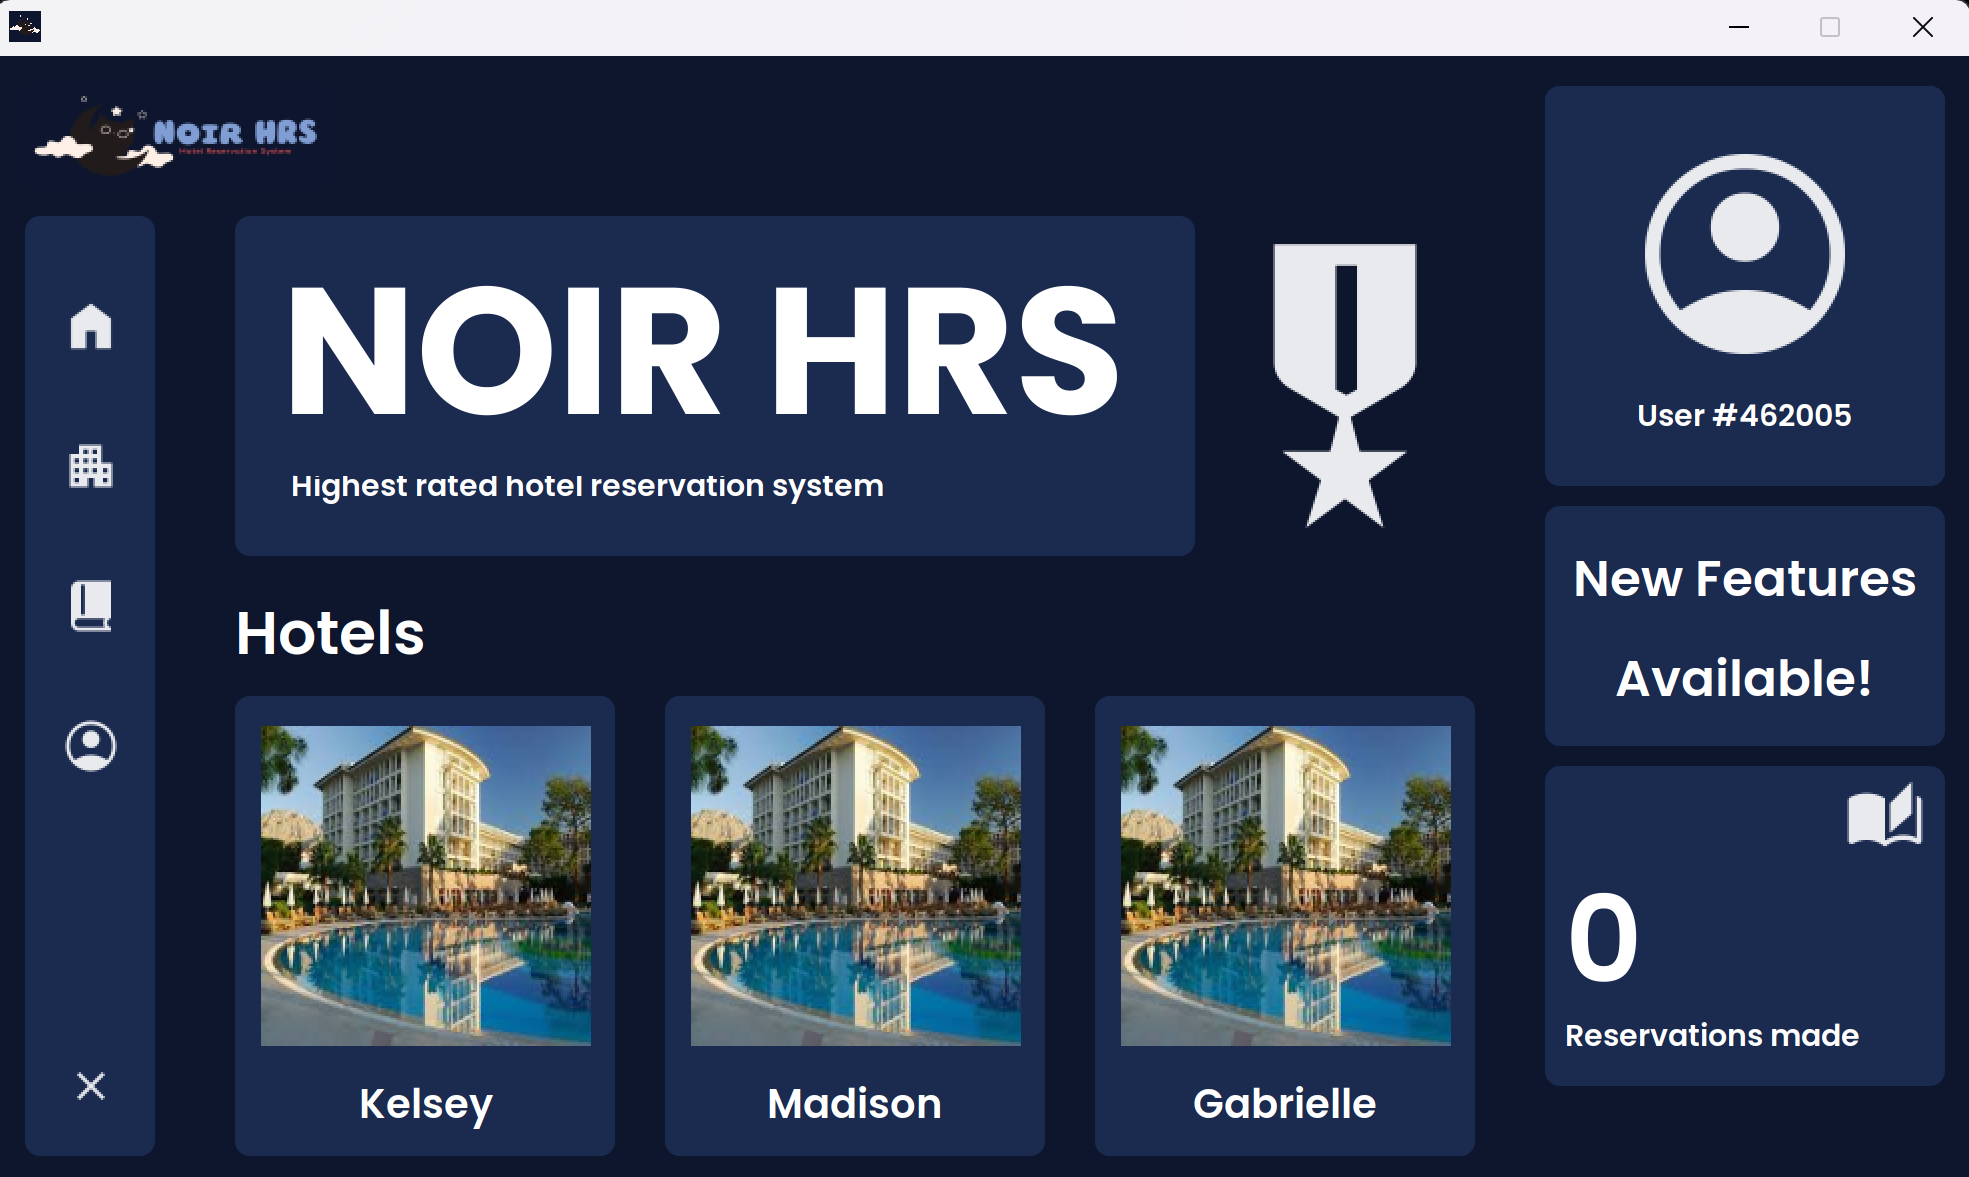 NOIR HRS
Hotel Reservation System
NOIR HRS
Highest rated hotel reservation system
User #462005
New Features
Available!
Hotels
Kelsey
Madison
Gabrielle
0
Reservations made